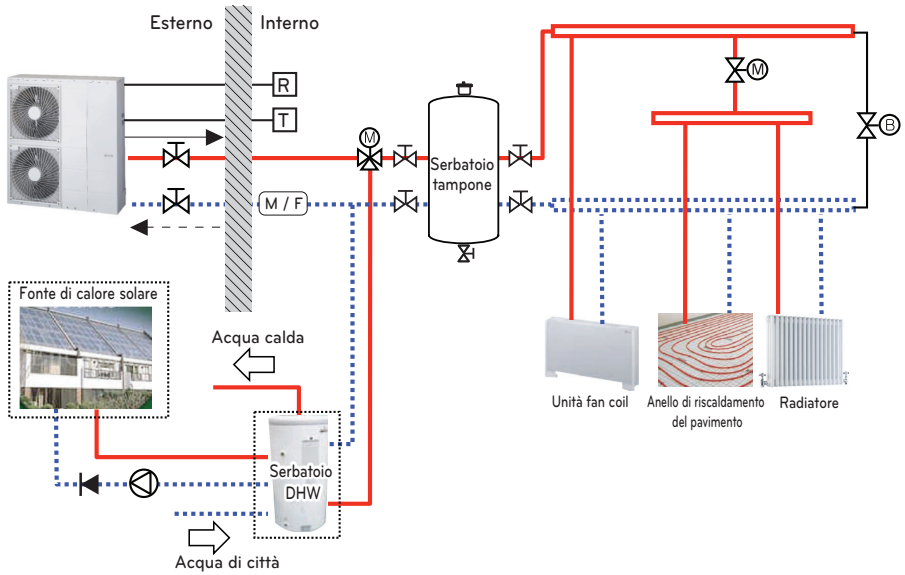 Esterno
Interno
R
T
M
M
B
M / F
Serbatoio
tampone
Fonte di calore solare
Acqua calda
Serbatoio
DHW
Acqua di città
Unità fan coil
Anello di riscaldamento
del pavimento
Radiatore